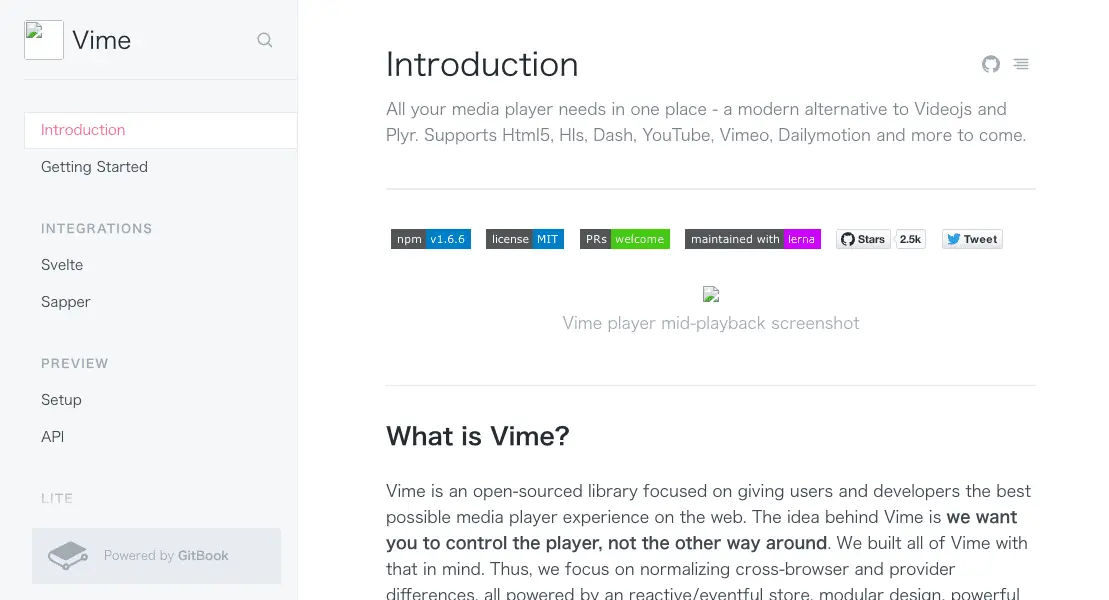 Vime
Introduction
Getting Started
INTEGRATIONS
Svelte
Sapper
PREVIEW
Setup
API
LITE
Powered by GitBook
Introduction
All your media player needs in one place - a modern alternative to Videojs and
Plyr. Supports Html5, Hls, Dash, YouTube, Vimeo, Dailymotion and more to come.
npm v1.6.6 license MIT PRs welcome maintained with lerna Stars 2.5k Tweet
Vime player mid-playback screenshot
What is Vime?
Vime is an open-sourced library focused on giving users and developers the best
possible media player experience on the web. The idea behind Vime is we want
you to control the player, not the other way around. We built all of Vime with
that in mind. Thus, we focus on normalizing cross-browser and provider
differences, all powered by an reactive/eventful store, modular design, powerful